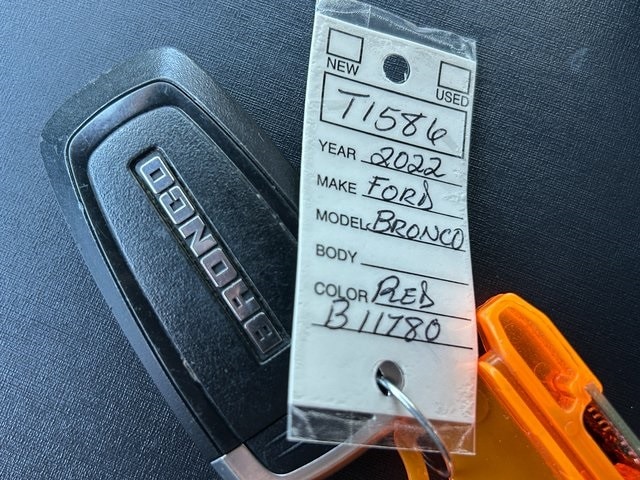 NEW
USED
T1586
YEAR 2022
MAKE FORD
MODEL BRONCO
BODY
COLOR RED
B11780
BRONCO